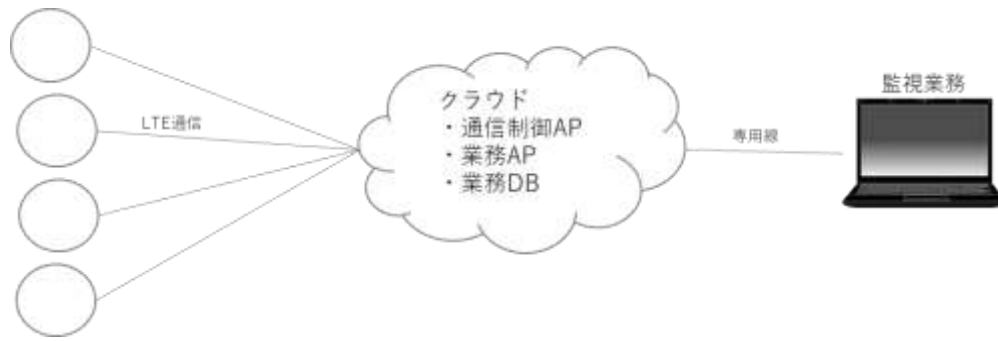 LTE通信
クラウド
・通信制御AP
・業務AP
・業務DB
専用線
監視業務